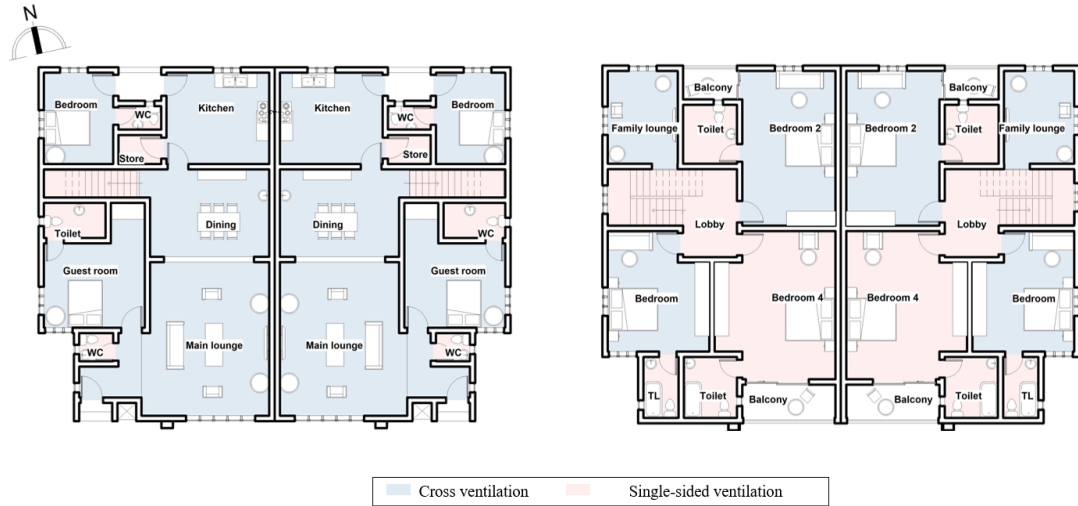 N
Bedroom
WC
Kitchen
Kitchen
WC
Bedroom
Store
Store
Dining
Dining
Toilet
WC
Guest room
Guest room
Main lounge
Main lounge
WC
WC
Balcony
Balcony
Family lounge
Toilet
Bedroom 2
Bedroom 2
Toilet
Family lounge
Lobby
Lobby
Bedroom
Bedroom 4
Bedroom 4
Bedroom
TL
Toilet
Balcony
Balcony
Toilet
TL
Cross ventilation
Single-sided ventilation